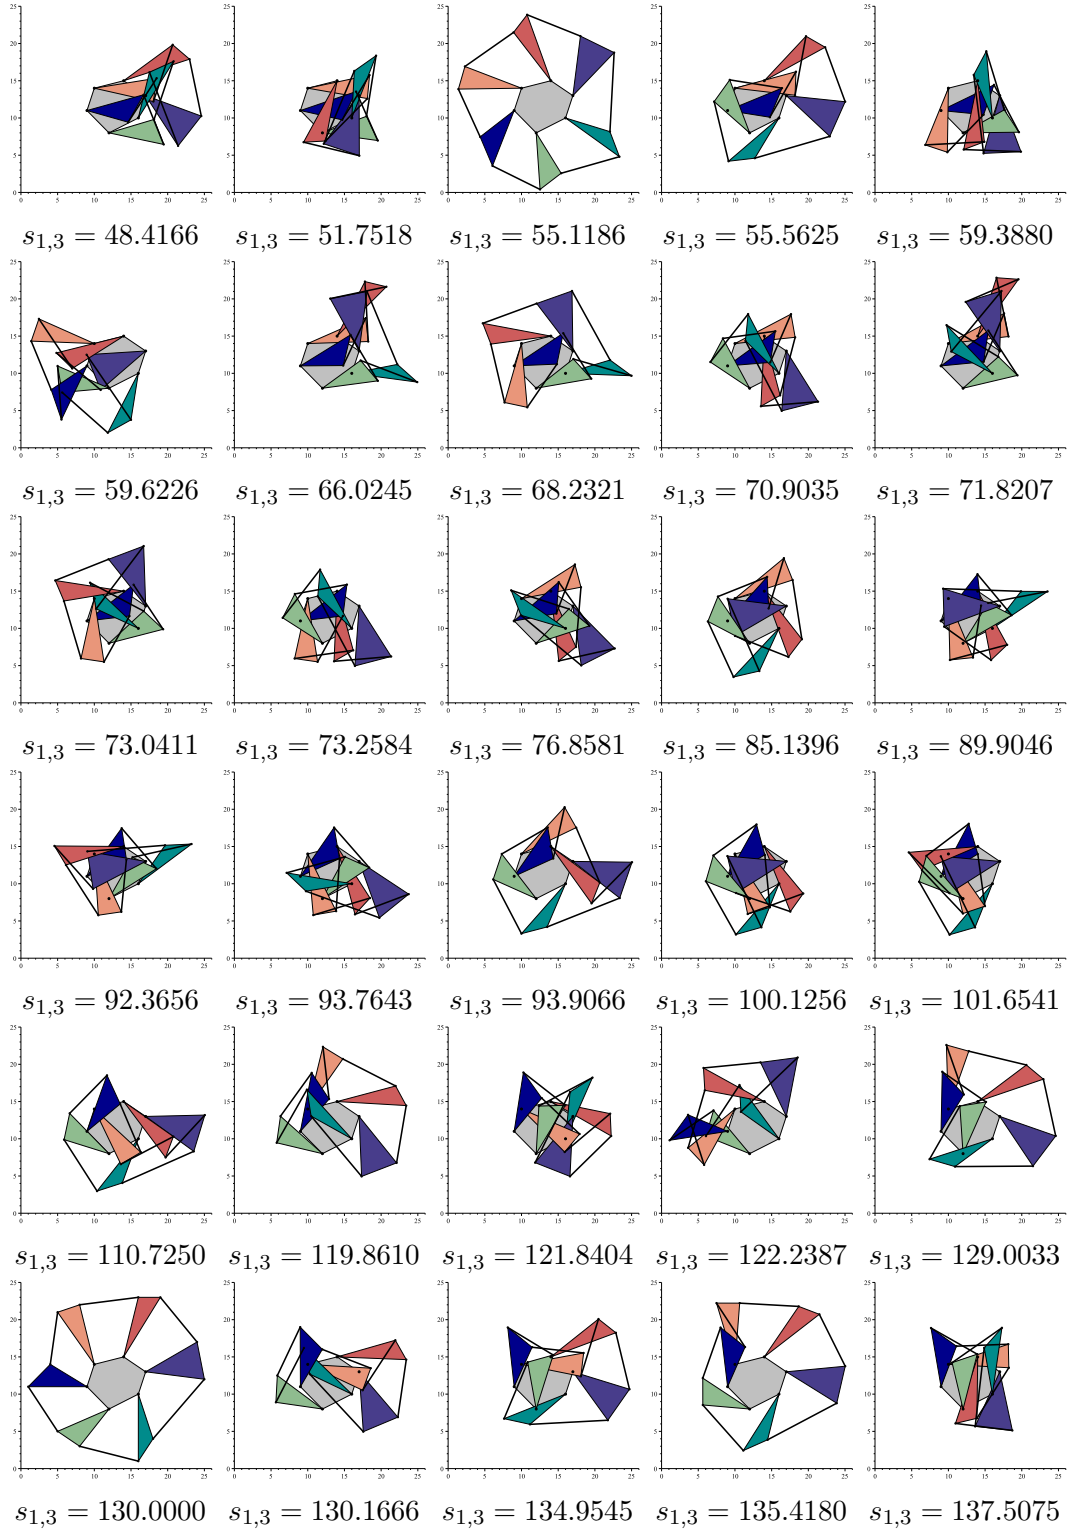 s1,3 = 48.4166 s1,3 = 51.7518 s1,3 = 55.1186 s1,3 = 55.5625 s1,3 = 59.3880
s1,3 = 59.6226 s1,3 = 66.0245 s1,3 = 68.2321 s1,3 = 70.9035 s1,3 = 71.8207
s1,3 = 73.0411 s1,3 = 73.2584 s1,3 = 76.8581 s1,3 = 85.1396 s1,3 = 89.9046
s1,3 = 92.3656 s1,3 = 93.7643 s1,3 = 93.9066 s1,3 = 100.1256 s1,3 = 101.6541
s1,3 = 110.7250 s1,3 = 119.8610 s1,3 = 121.8404 s1,3 = 122.2387 s1,3 = 129.0033
s1,3 = 130.0000 s1,3 = 130.1666 s1,3 = 134.9545 s1,3 = 135.4180 s1,3 = 137.5075